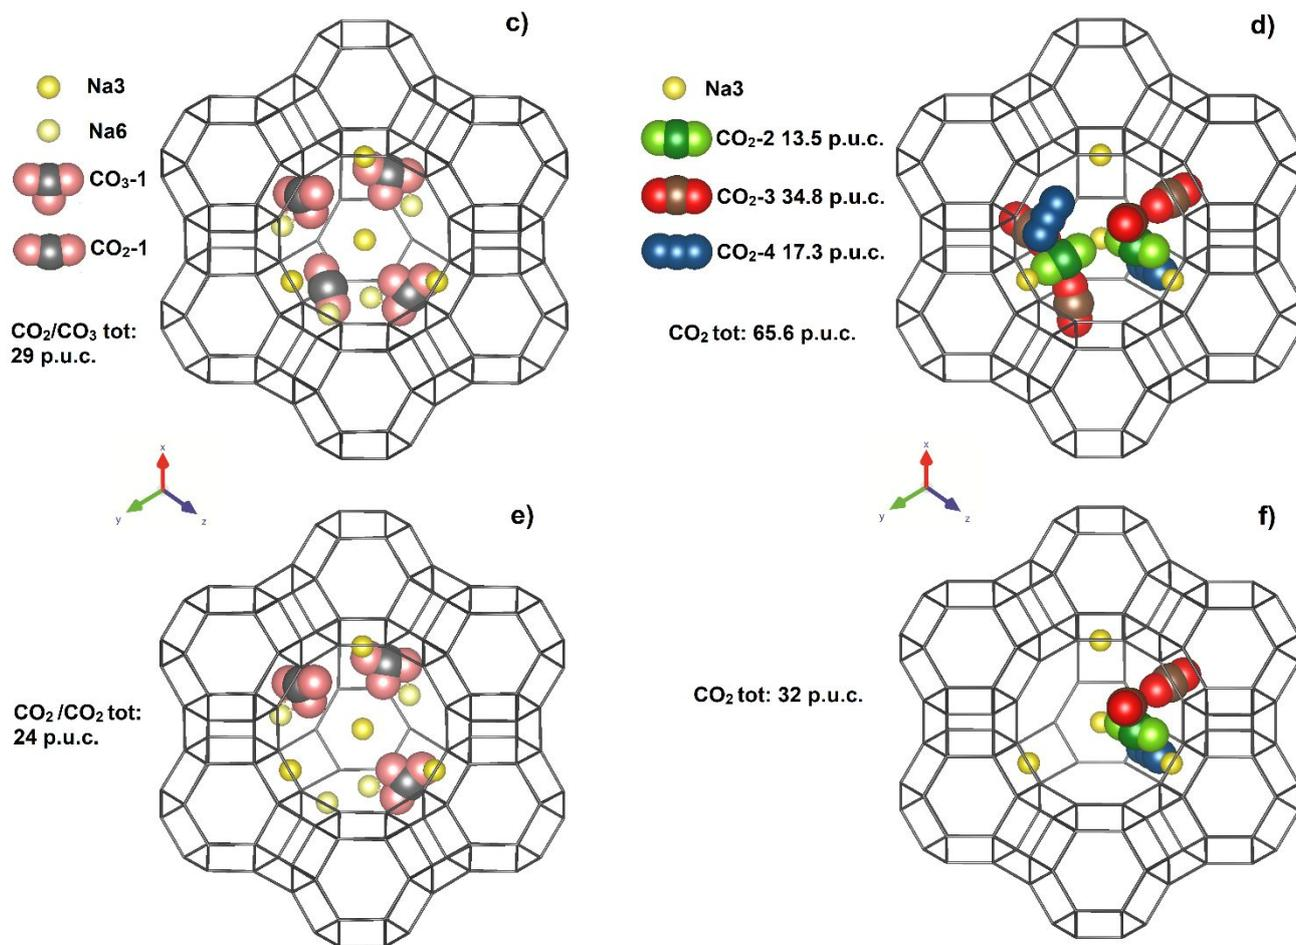 c)
Na3
Na6
CO₃-1
CO₂-1
CO₂/CO₃ tot:
29 p.u.c.
d)
Na3
CO₂-2 13.5 p.u.c.
CO₂-3 34.8 p.u.c.
CO₂-4 17.3 p.u.c.
CO₂ tot: 65.6 p.u.c.
x
y
z
x
y
z
e)
CO₂ /CO₂ tot:
24 p.u.c.
f)
CO₂ tot: 32 p.u.c.